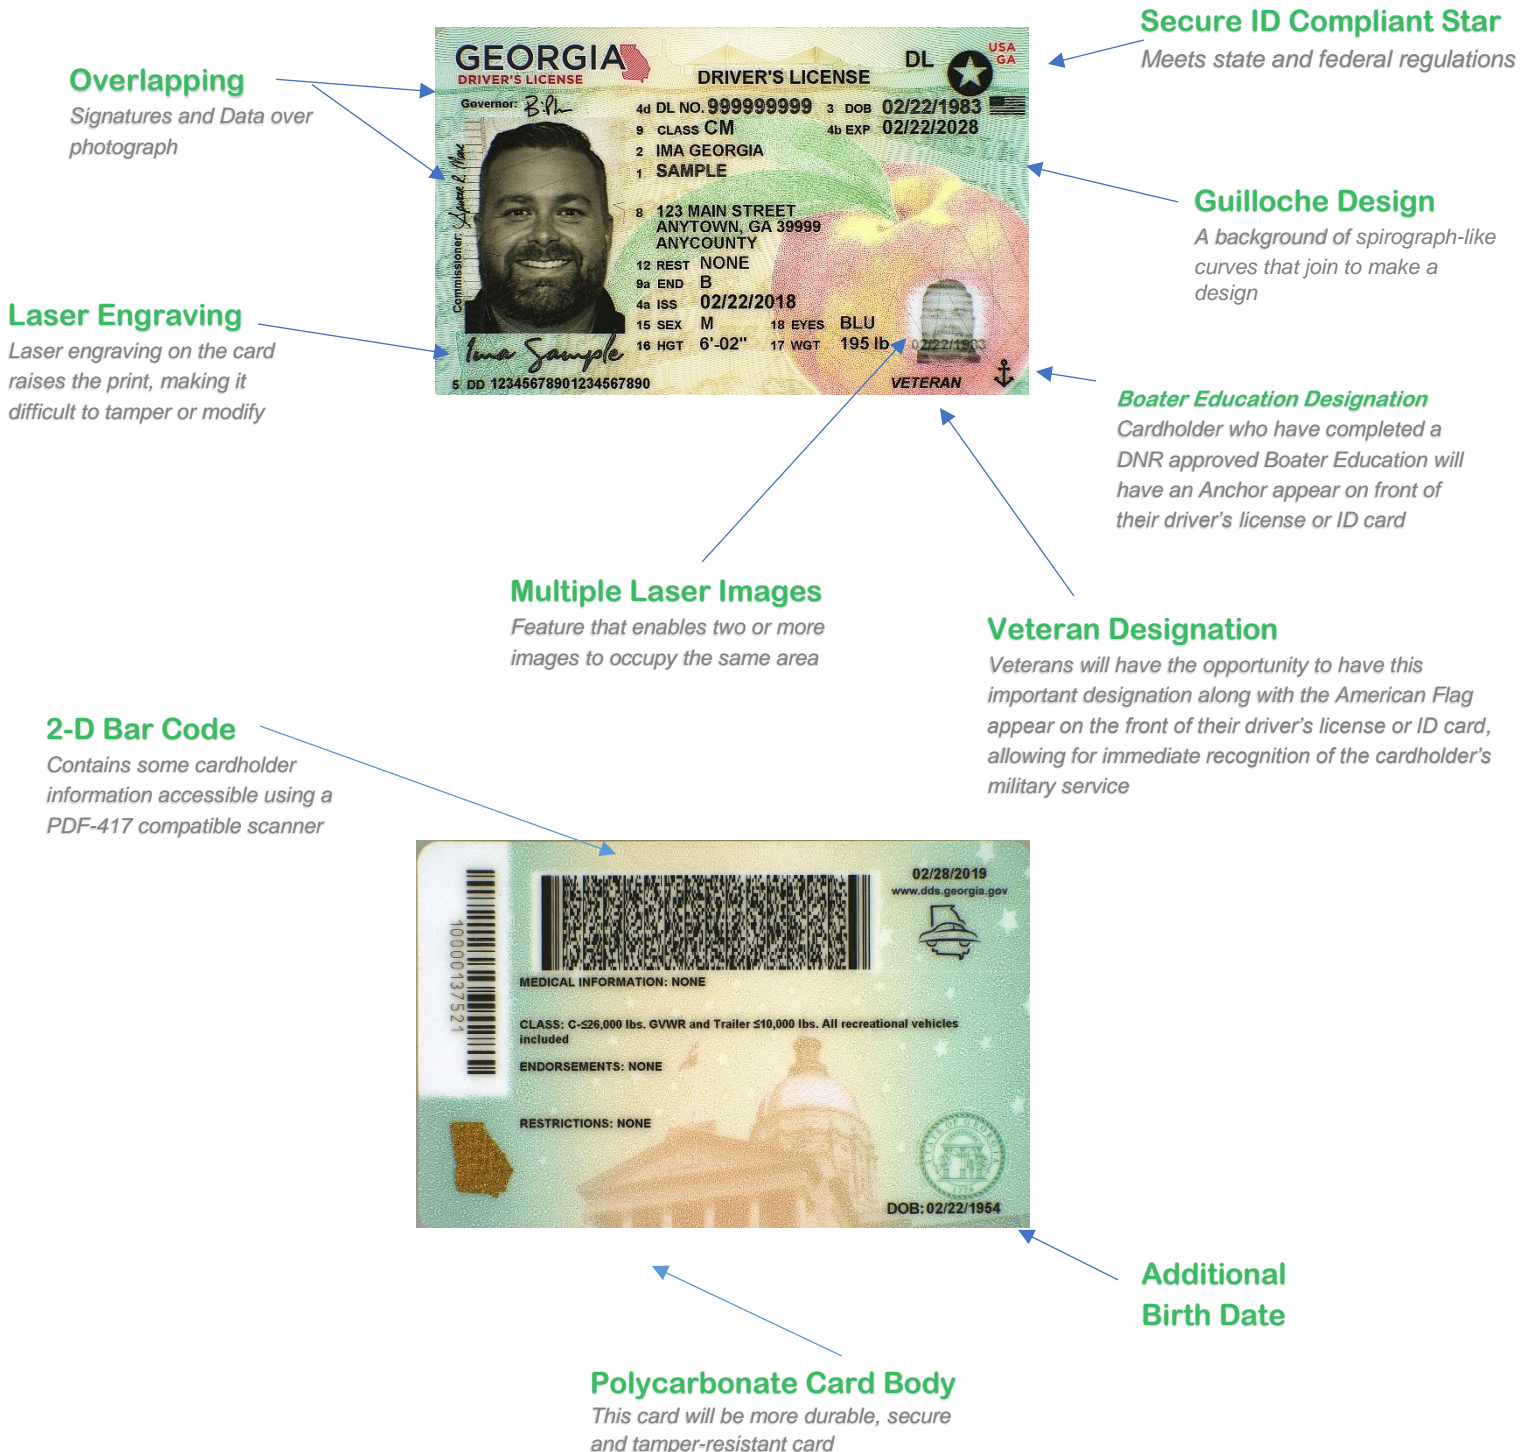 Secure ID Compliant Star
Meets state and federal regulations
Overlapping
Signatures and Data over
photograph
GEORGIA
DRIVER'S LICENSE
DRIVER'S LICENSE
DL
USA
GA
Governor:
Commissioner:
4d DL NO. 999999999 3 DOB 02/22/1983
9 CLASS CM 4b EXP 02/22/2028
2 IMA GEORGIA
1 SAMPLE
8 123 MAIN STREET
ANYTOWN, GA 39999
ANYCOUNTY
12 REST NONE
9a END B
4a ISS 02/22/2018
15 SEX M 18 EYES BLU
16 HGT 6'-02" 17 WGT 195 lb
02/22/1983
Ima Sample
5 DD 12345678901234567890
VETERAN
Guilloche Design
A background of spirograph-like
curves that join to make a
design
Laser Engraving
Laser engraving on the card
raises the print, making it
difficult to tamper or modify
Boater Education Designation
Cardholder who have completed a
DNR approved Boater Education will
have an Anchor appear on front of
their driver's license or ID card
Multiple Laser Images
Feature that enables two or more
images to occupy the same area
Veteran Designation
Veterans will have the opportunity to have this
important designation along with the American Flag
appear on the front of their driver's license or ID card,
allowing for immediate recognition of the cardholder's
military service
2-D Bar Code
Contains some cardholder
information accessible using a
PDF-417 compatible scanner
10000137521
02/28/2019
www.dds.georgia.gov
MEDICAL INFORMATION: NONE
CLASS: C-≤26,000 lbs. GVWR and Trailer ≤10,000 lbs. All recreational vehicles
included
ENDORSEMENTS: NONE
RESTRICTIONS: NONE
STATE OF GEORGIA
1776
DOB: 02/22/1954
Additional
Birth Date
Polycarbonate Card Body
This card will be more durable, secure
and tamper-resistant card